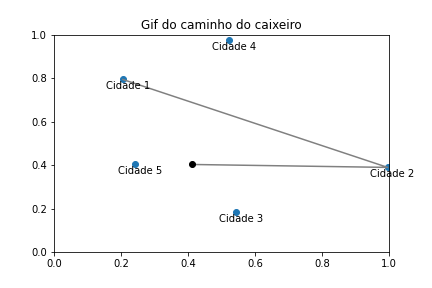 Gif do caminho do caixeiro
1.0
Cidade 4
0.8
Cidade 1
0.6
0.4
Cidade 5
Cidade 2
0.2
Cidade 3
0.0
0.0 0.2 0.4 0.6 0.8 1.0